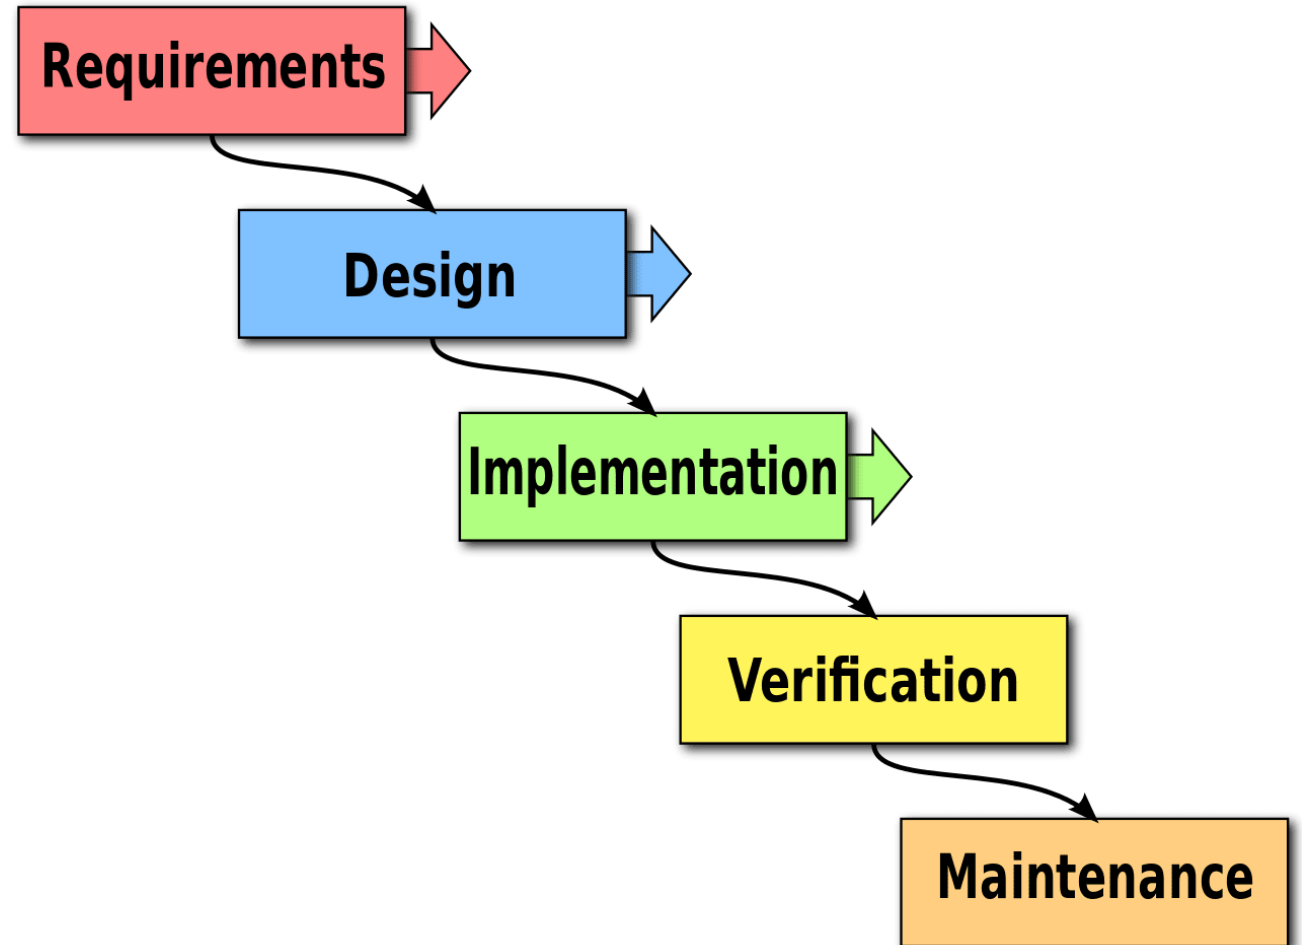 Requirements
Design
Implementation
Verification
Maintenance